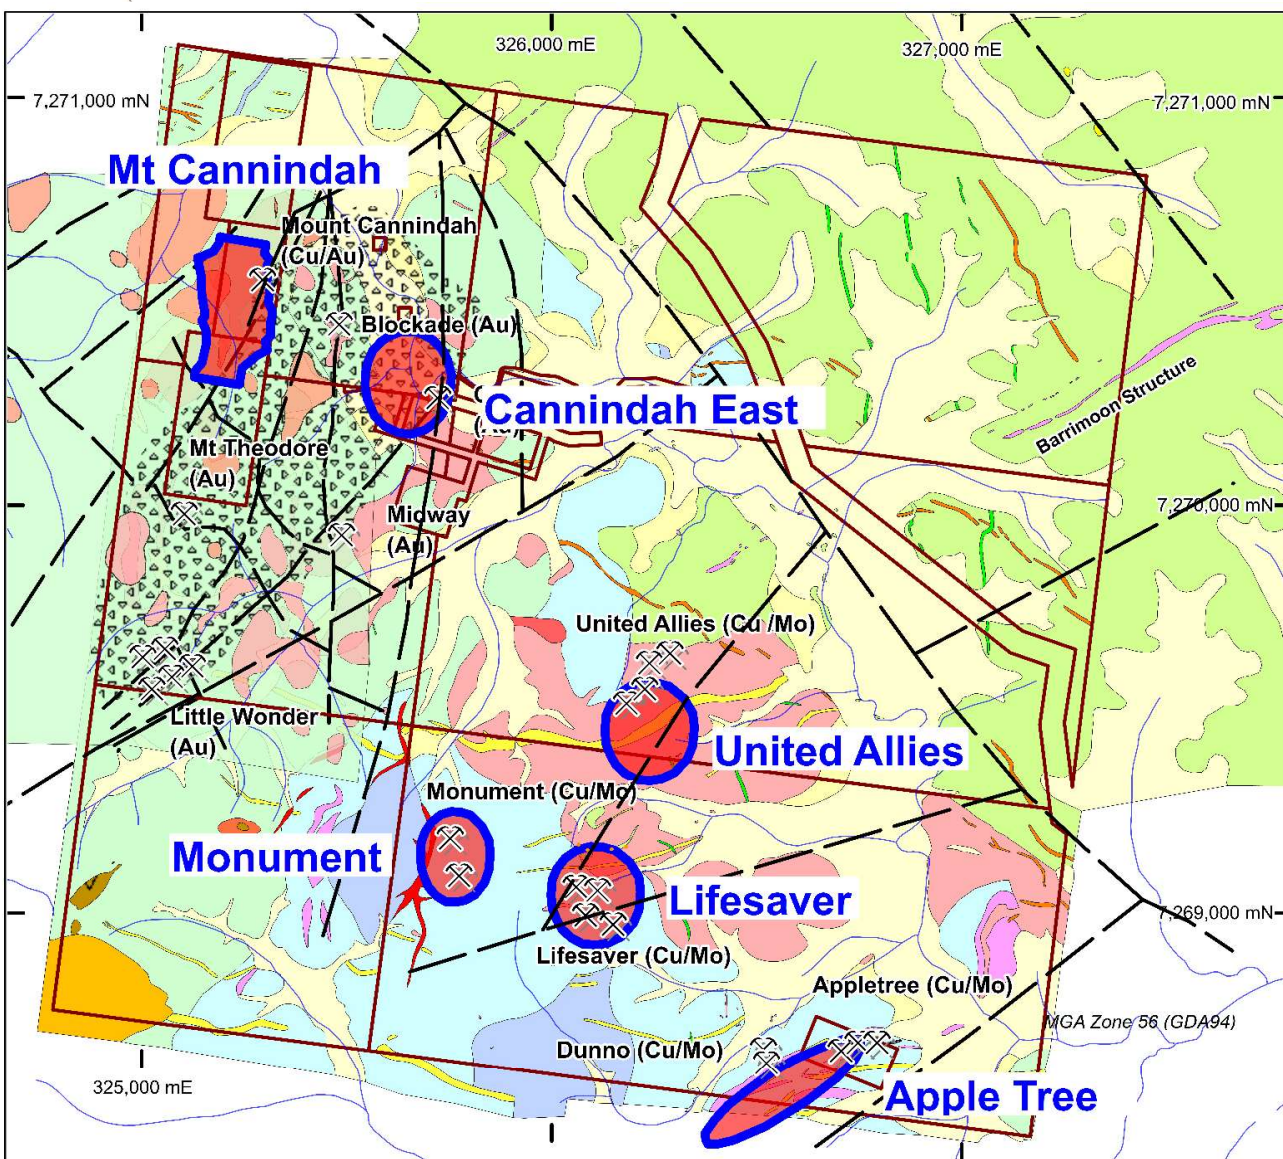 326,000 mE
327,000 mE
7,271,000 mN
7,271,000 mN
Mt Cannindah
Mount Cannindah
(Cu/Au)
Blockade (Au)
Barrimoon Structure
Cannindah East
Mt Theodore
(Au)
7,270,000 mN
Midway
(Au)
United Allies (Cu /Mo)
Little Wonder
(Au)
United Allies
Monument (Cu/Mo)
Monument
Lifesaver
7,269,000 mN
Lifesaver (Cu/Mo)
Appletree (Cu/Mo)
MGA Zone 56 (GDA94)
Dunno (Cu/Mo)
325,000 mE
Apple Tree